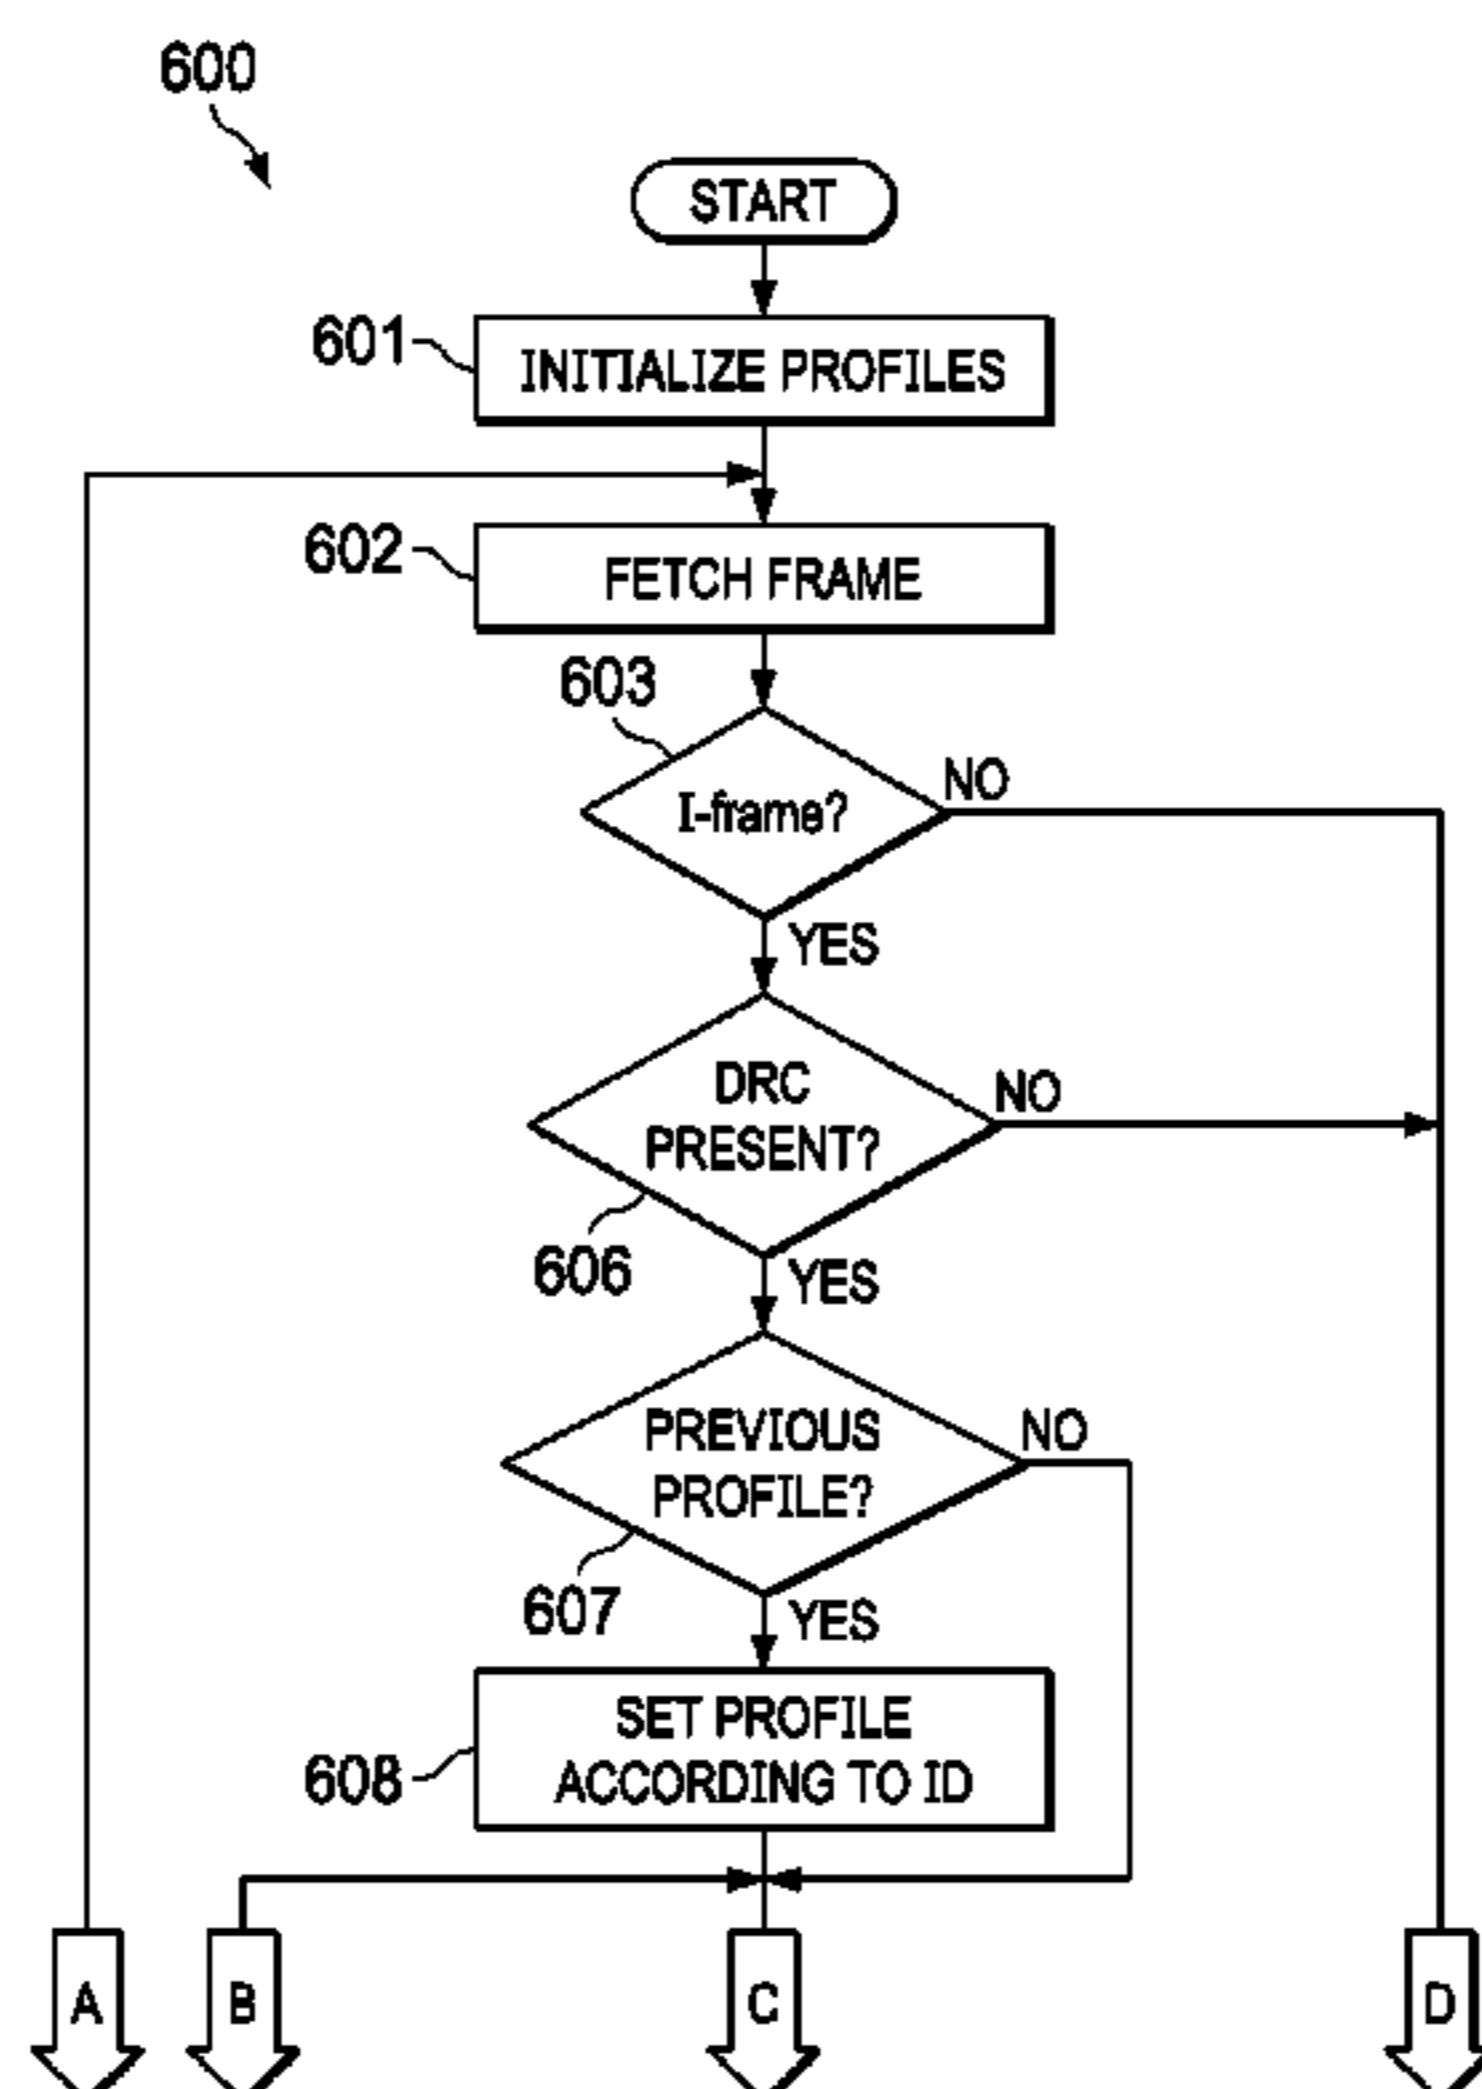 600
START
601
INITIALIZE PROFILES
602
FETCH FRAME
603
I-frame?
NO
YES
DRC
PRESENT?
NO
606
YES
PREVIOUS
PROFILE?
NO
607
YES
SET PROFILE
ACCORDING TO ID
608
A
B
C
D